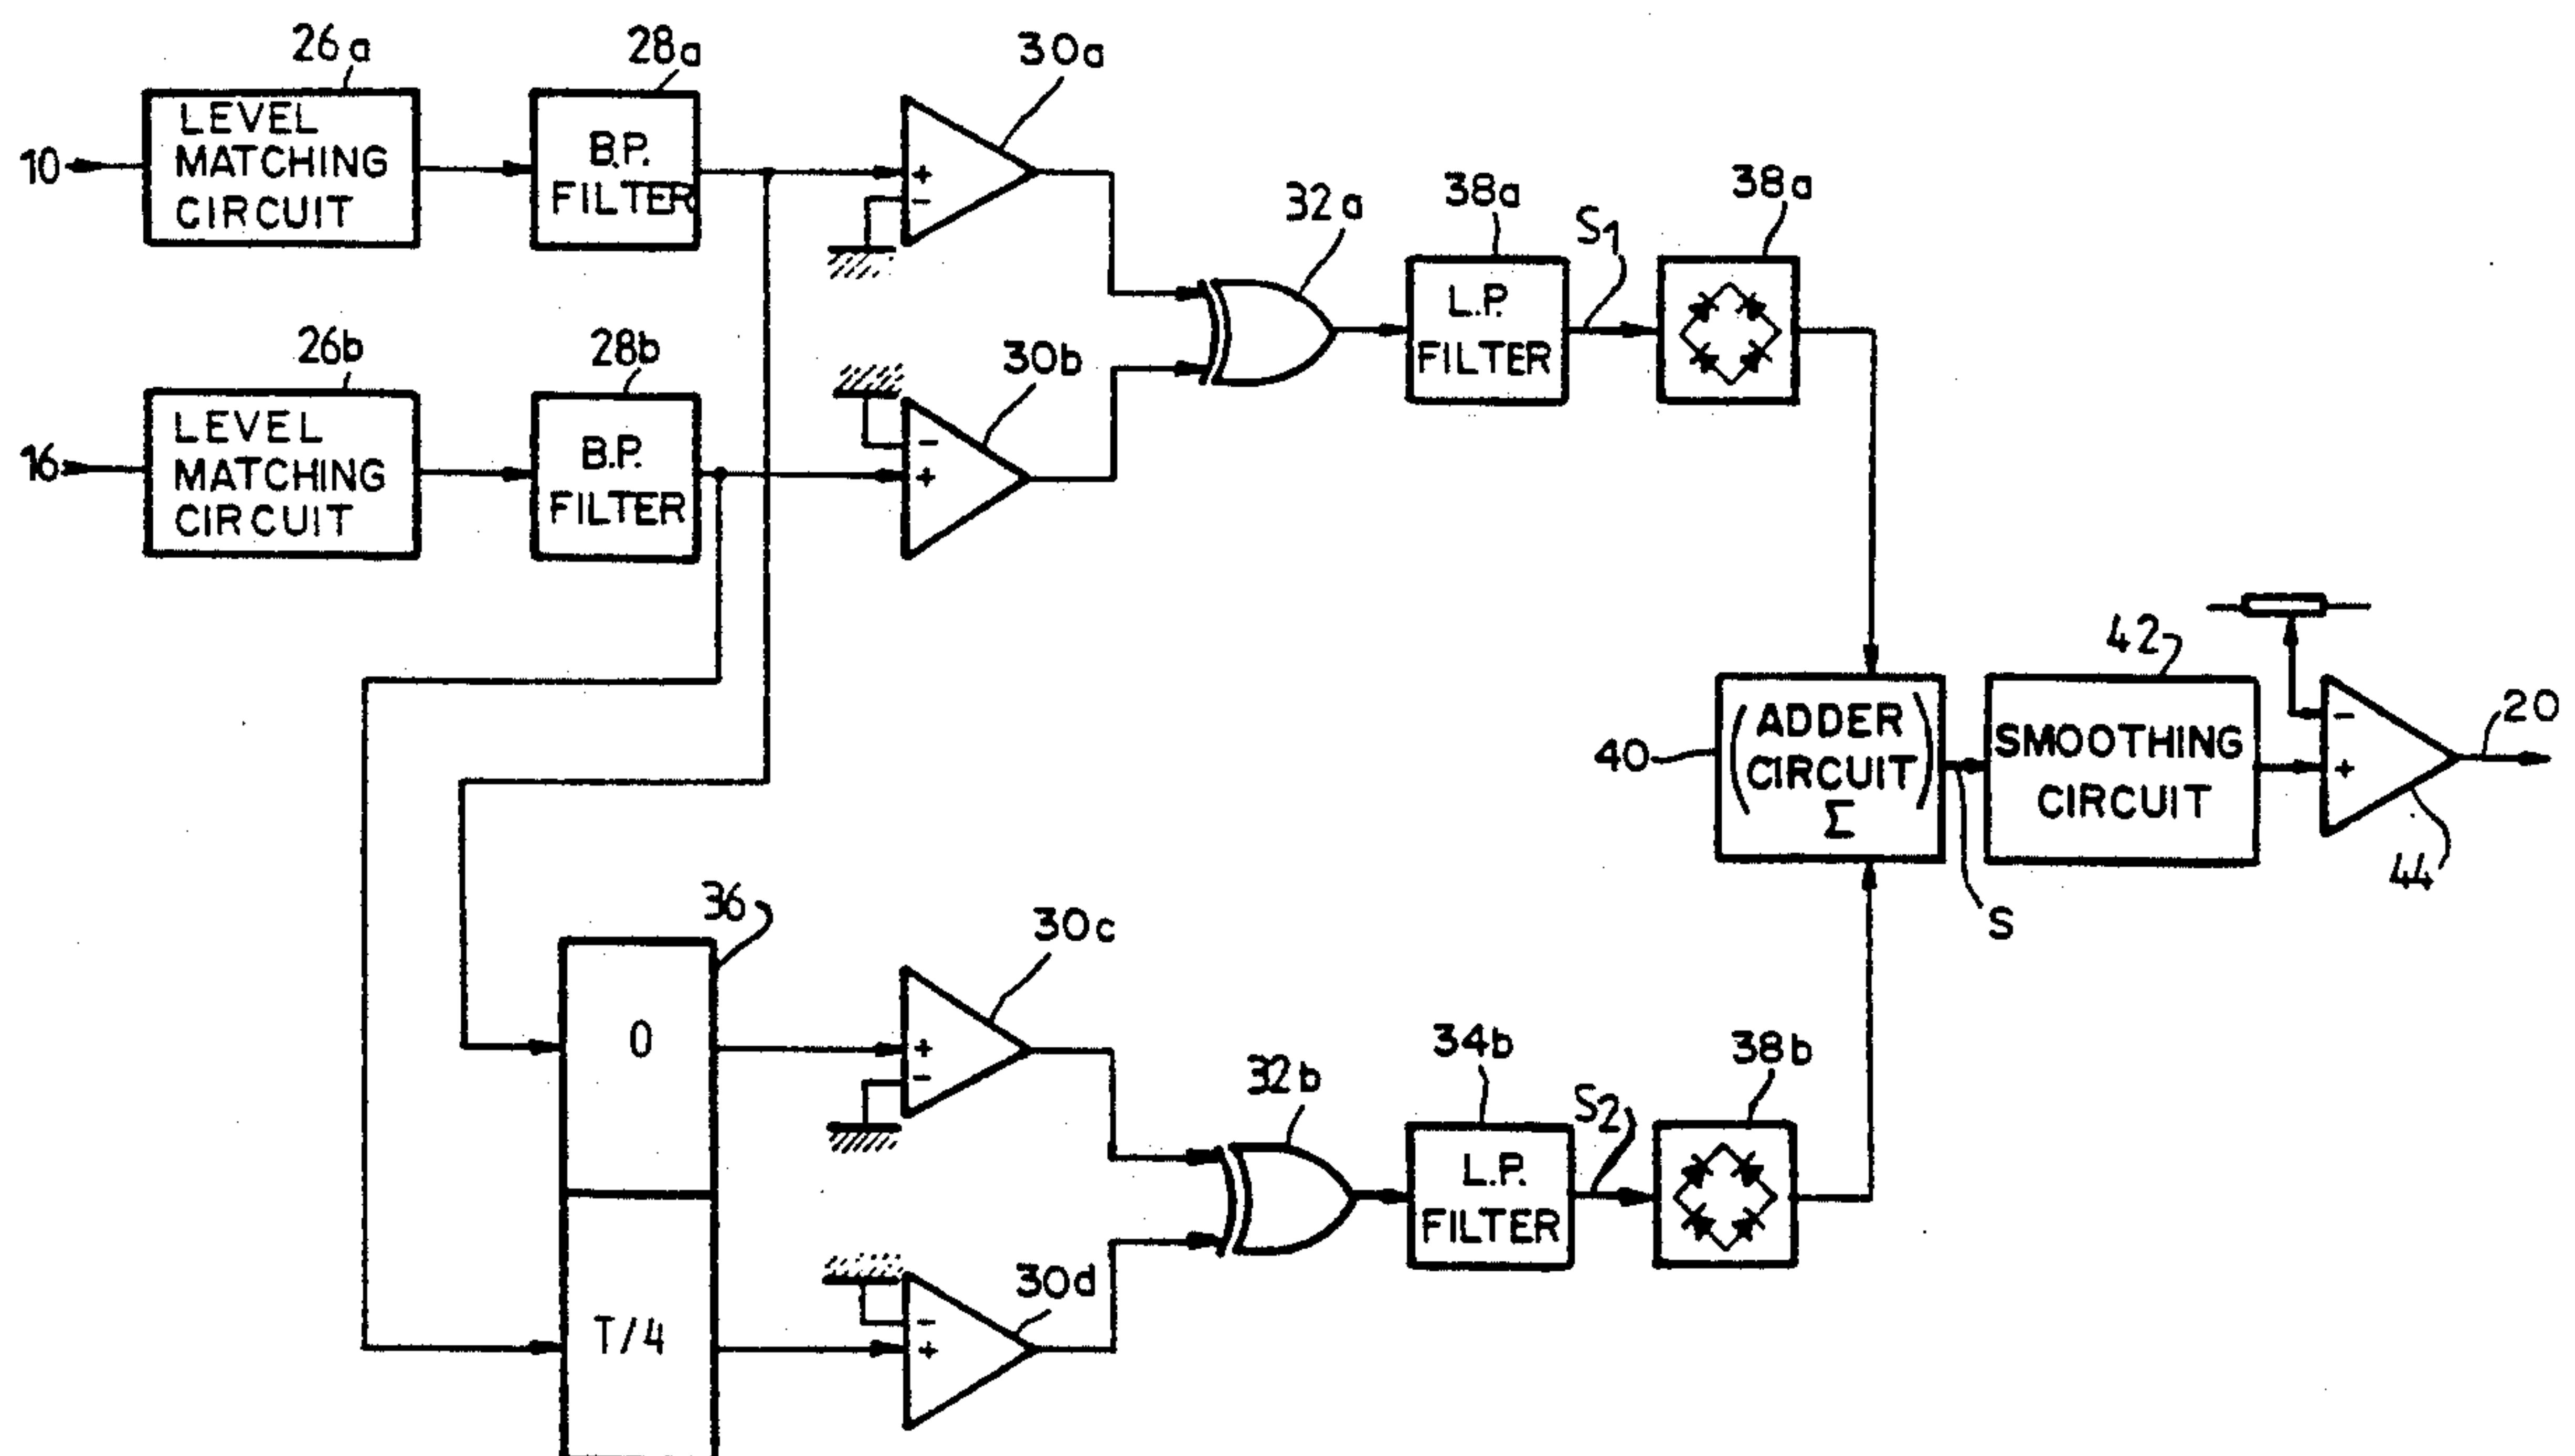 26a
28a
30a
10
LEVEL
MATCHING
CIRCUIT
B.P.
FILTER
+
-
32a
38a
S1
38a
L.P.
FILTER
26b
28b
30b
16
LEVEL
MATCHING
CIRCUIT
B.P.
FILTER
-
+
40
(ADDER
CIRCUIT)
Σ
S
42
SMOOTHING
CIRCUIT
-
+
20
44
36
0
T/4
30c
+
-
30d
-
+
32b
34b
L.P.
FILTER
S2
38b